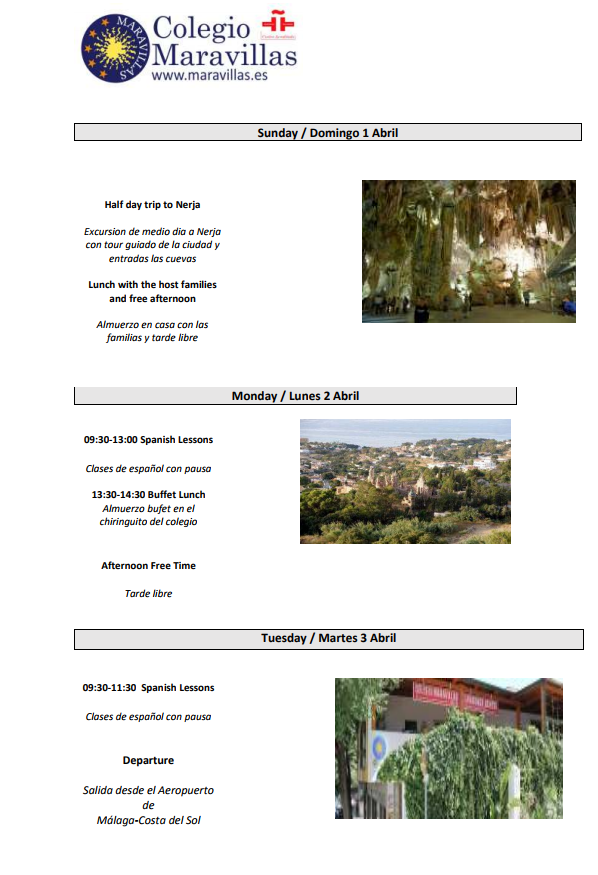 MARAVILLAS
MARAVILLAS
Colegio
Maravillas
www.maravillas.es
Sunday / Domingo 1 Abril
Half day trip to Nerja
Excursion de medio dia a Nerja
con tour guiado de la ciudad y
entradas las cuevas
Lunch with the host families
and free afternoon
Almuerzo en casa con las
familias y tarde libre
Monday / Lunes 2 Abril
09:30-13:00 Spanish Lessons
Clases de español con pausa
13:30-14:30 Buffet Lunch
Almuerzo bufet en el
chiringuito del colegio
Afternoon Free Time
Tarde libre
Tuesday / Martes 3 Abril
09:30-11:30 Spanish Lessons
Clases de español con pausa
Departure
Salida desde el Aeropuerto
de
Málaga-Costa del Sol
COLEGIO MARAVILLAS